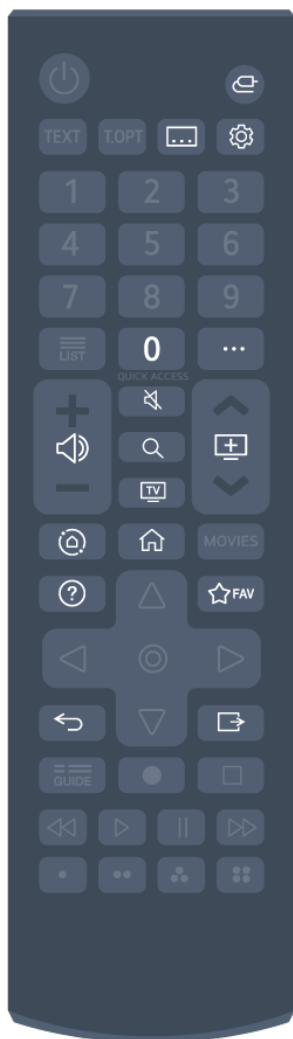 TEXT T.OPT
1 2 3
4 5 6
7 8 9
LIST 0 ...
QUICK ACCESS
TV
MOVIES
? FAV
GUIDE